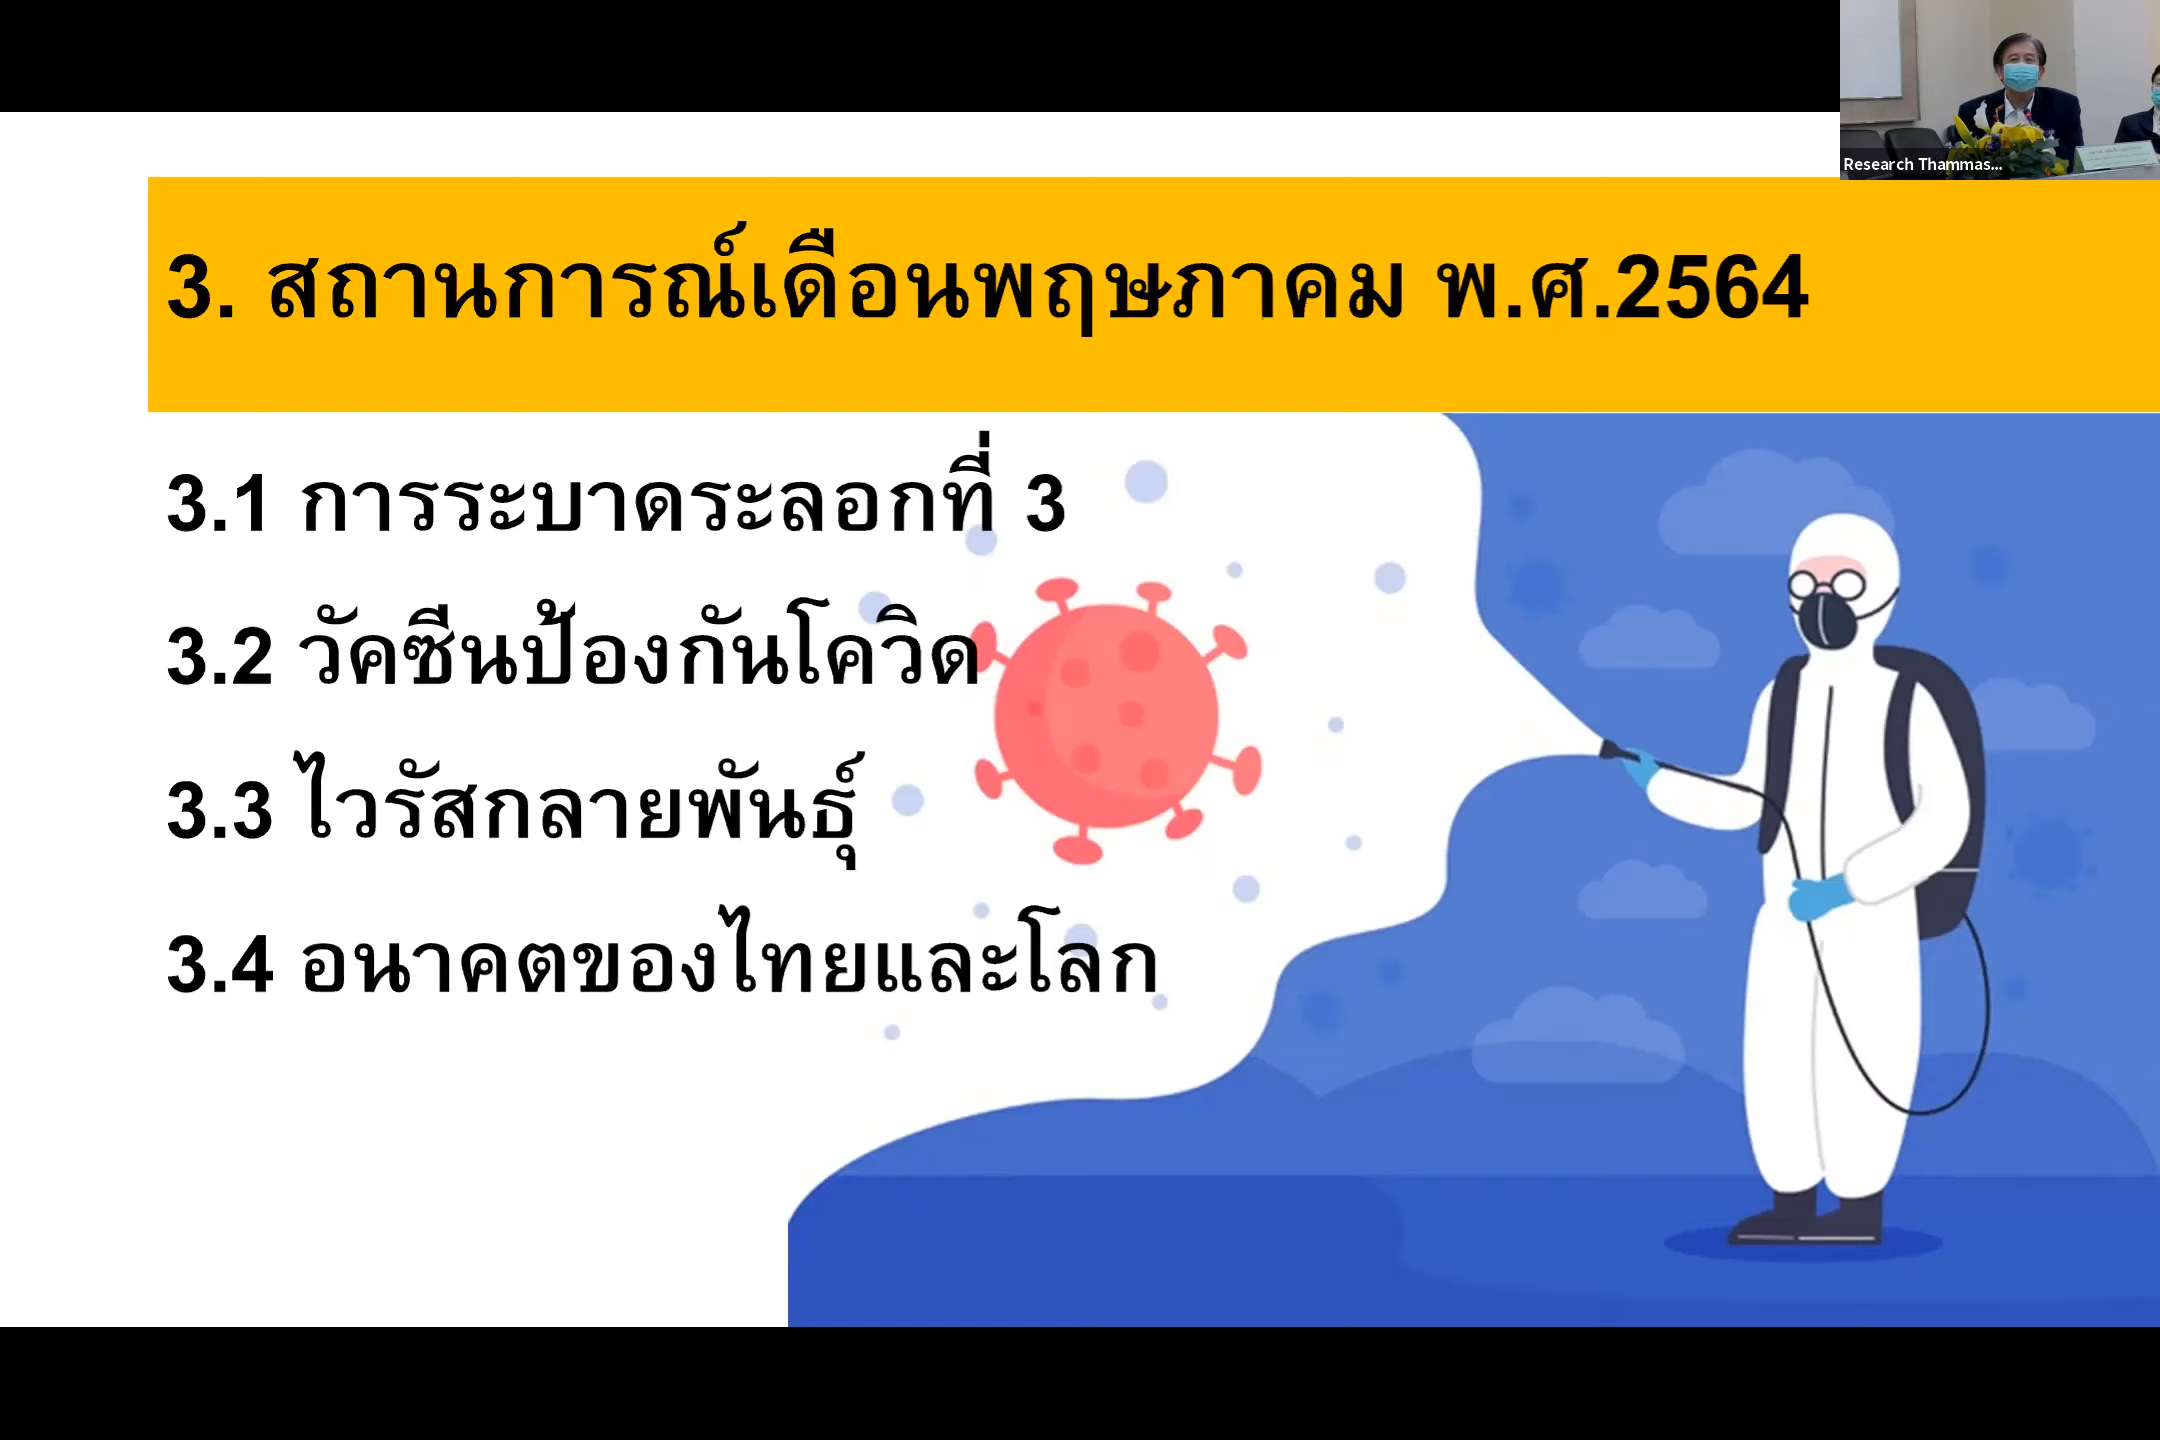 Research Thammas...
3. สถานการณ์เดือนพฤษภาคม พ.ศ.2564
3.1 การระบาดระลอกที่ 3
3.2 วัคซีนป้องกันโควิด
3.3 ไวรัสกลายพันธุ์
3.4 อนาคตของไทยและโลก